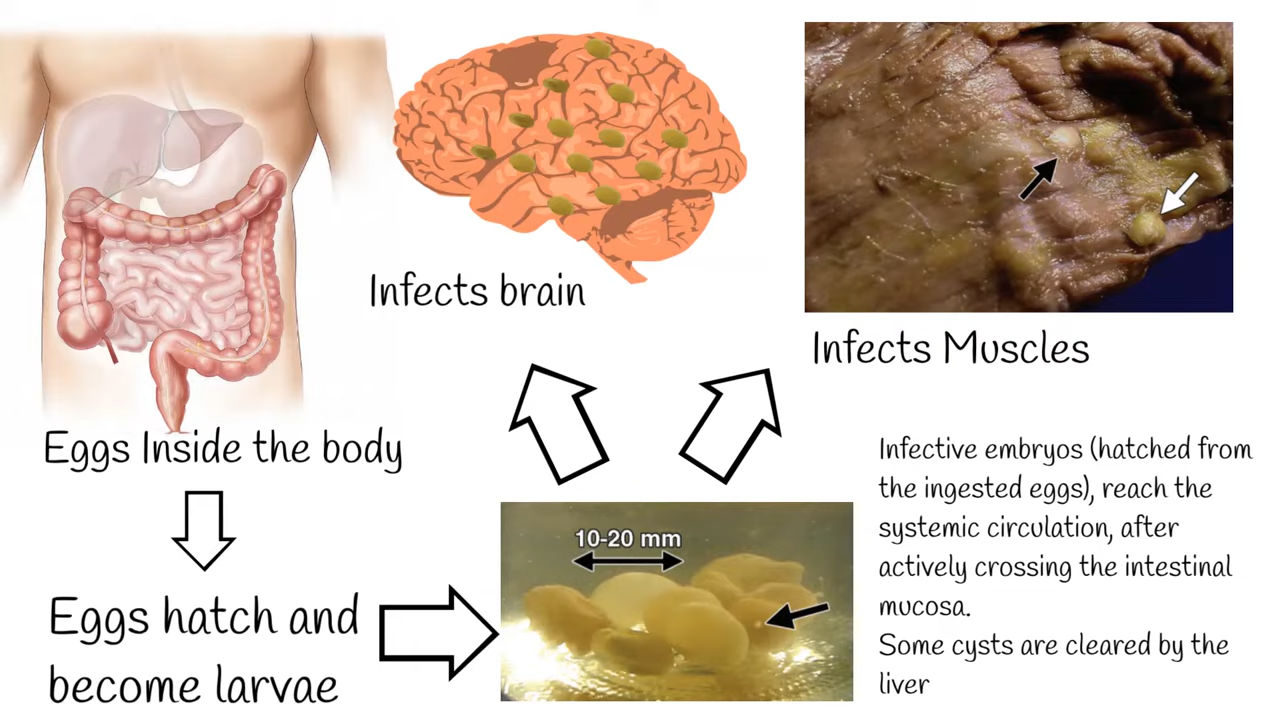 Infects brain
Infects Muscles
Eggs Inside the body
Eggs hatch and
become larvae
10-20 mm
Infective embryos (hatched from
the ingested eggs), reach the
systemic circulation, after
actively crossing the intestinal
mucosa.
Some cysts are cleared by the
liver